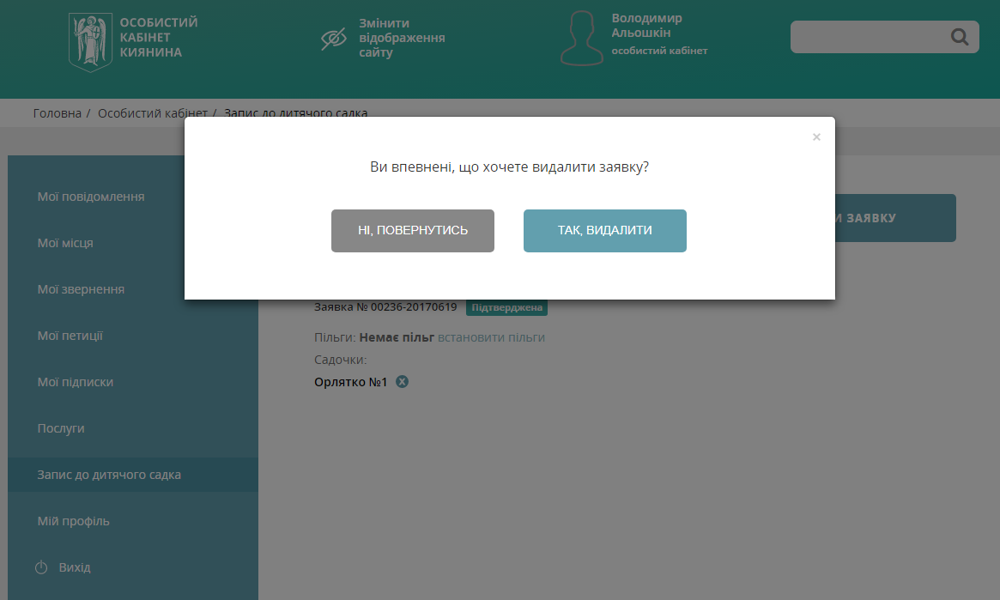 ОСОБИСТИЙ
КАБІНЕТ
КИЯНИНА
Змінити
відображення
сайту
Володимир
Альошкін
особистий кабінет
Головна / Особистий кабінет / Запис до дитячого садка
×
Ви впевнені, що хочете видалити заявку?
НІ, ПОВЕРНУТИСЬ
ТАК, ВИДАЛИТИ
ЗАЯВКУ
Мої повідомлення
Мої місця
Мої звернення
Мої петиції
Мої підписки
Послуги
Запис до дитячого садка
Мій профіль
Вихід
Заявка № 00236-20170619 Підтверджена
Пільги: Немає пільг встановити пільги
Садочки:
Орлятко №1